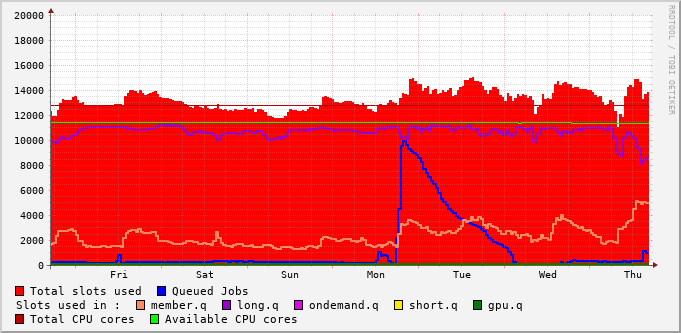 20000
18000
16000
14000
12000
10000
8000
6000
4000
2000
0
Fri Sat Sun Mon Tue Wed Thu
RRDTOOL / TOBI OETIKER
Total slots used Queued Jobs
Slots used in : member.q long.q ondemand.q short.q gpu.q
Total CPU cores Available CPU cores